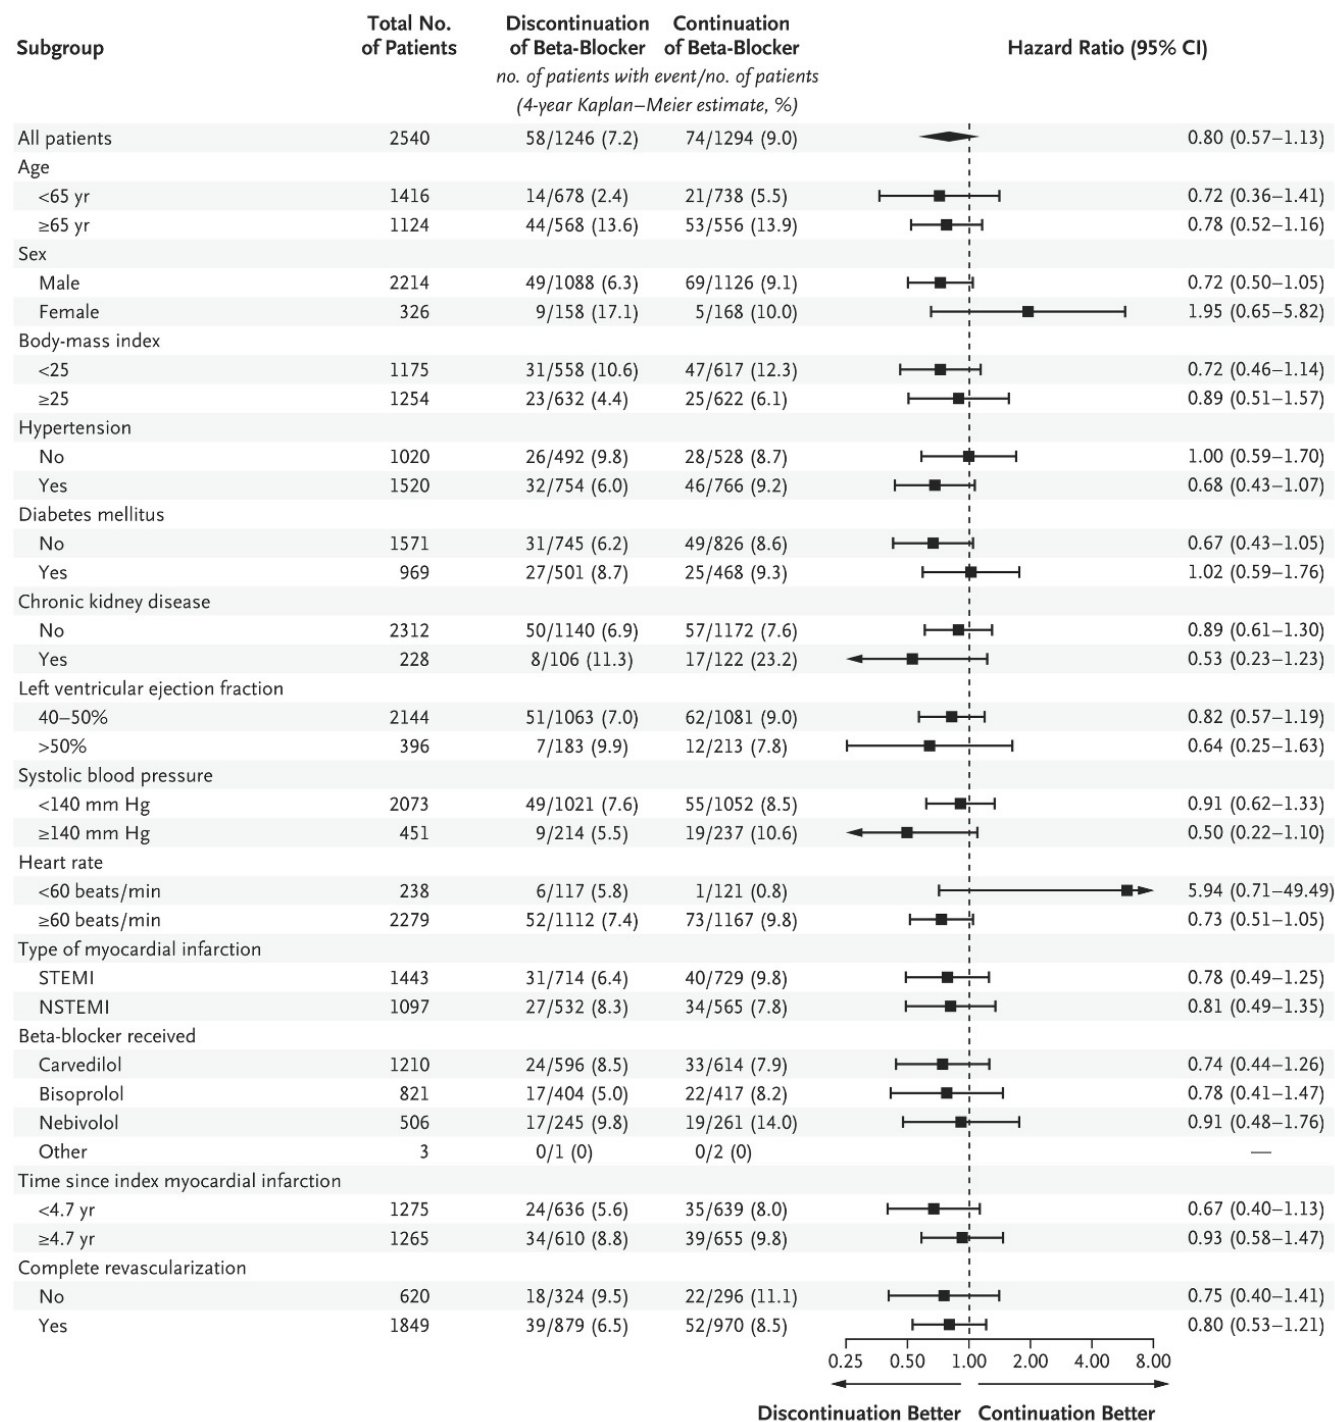 Subgroup Total No. of Patients Discontinuation of Beta-Blocker Continuation of Beta-Blocker Hazard Ratio (95% CI)
no. of patients with event/no. of patients
(4-year Kaplan–Meier estimate, %)
All patients 2540 58/1246 (7.2) 74/1294 (9.0) 0.80 (0.57–1.13)
Age
<65 yr 1416 14/678 (2.4) 21/738 (5.5) 0.72 (0.36–1.41)
≥65 yr 1124 44/568 (13.6) 53/556 (13.9) 0.78 (0.52–1.16)
Sex
Male 2214 49/1088 (6.3) 69/1126 (9.1) 0.72 (0.50–1.05)
Female 326 9/158 (17.1) 5/168 (10.0) 1.95 (0.65–5.82)
Body-mass index
<25 1175 31/558 (10.6) 47/617 (12.3) 0.72 (0.46–1.14)
≥25 1254 23/632 (4.4) 25/622 (6.1) 0.89 (0.51–1.57)
Hypertension
No 1020 26/492 (9.8) 28/528 (8.7) 1.00 (0.59–1.70)
Yes 1520 32/754 (6.0) 46/766 (9.2) 0.68 (0.43–1.07)
Diabetes mellitus
No 1571 31/745 (6.2) 49/826 (8.6) 0.67 (0.43–1.05)
Yes 969 27/501 (8.7) 25/468 (9.3) 1.02 (0.59–1.76)
Chronic kidney disease
No 2312 50/1140 (6.9) 57/1172 (7.6) 0.89 (0.61–1.30)
Yes 228 8/106 (11.3) 17/122 (23.2) 0.53 (0.23–1.23)
Left ventricular ejection fraction
40–50% 2144 51/1063 (7.0) 62/1081 (9.0) 0.82 (0.57–1.19)
>50% 396 7/183 (9.9) 12/213 (7.8) 0.64 (0.25–1.63)
Systolic blood pressure
<140 mm Hg 2073 49/1021 (7.6) 55/1052 (8.5) 0.91 (0.62–1.33)
≥140 mm Hg 451 9/214 (5.5) 19/237 (10.6) 0.50 (0.22–1.10)
Heart rate
<60 beats/min 238 6/117 (5.8) 1/121 (0.8) 5.94 (0.71–49.49)
≥60 beats/min 2279 52/1112 (7.4) 73/1167 (9.8) 0.73 (0.51–1.05)
Type of myocardial infarction
STEMI 1443 31/714 (6.4) 40/729 (9.8) 0.78 (0.49–1.25)
NSTEMI 1097 27/532 (8.3) 34/565 (7.8) 0.81 (0.49–1.35)
Beta-blocker received
Carvedilol 1210 24/596 (8.5) 33/614 (7.9) 0.74 (0.44–1.26)
Bisoprolol 821 17/404 (5.0) 22/417 (8.2) 0.78 (0.41–1.47)
Nebivolol 506 17/245 (9.8) 19/261 (14.0) 0.91 (0.48–1.76)
Other 3 0/1 (0) 0/2 (0) —
Time since index myocardial infarction
<4.7 yr 1275 24/636 (5.6) 35/639 (8.0) 0.67 (0.40–1.13)
≥4.7 yr 1265 34/610 (8.8) 39/655 (9.8) 0.93 (0.58–1.47)
Complete revascularization
No 620 18/324 (9.5) 22/296 (11.1) 0.75 (0.40–1.41)
Yes 1849 39/879 (6.5) 52/970 (8.5) 0.80 (0.53–1.21)
0.25 0.50 1.00 2.00 4.00 8.00
Discontinuation Better Continuation Better